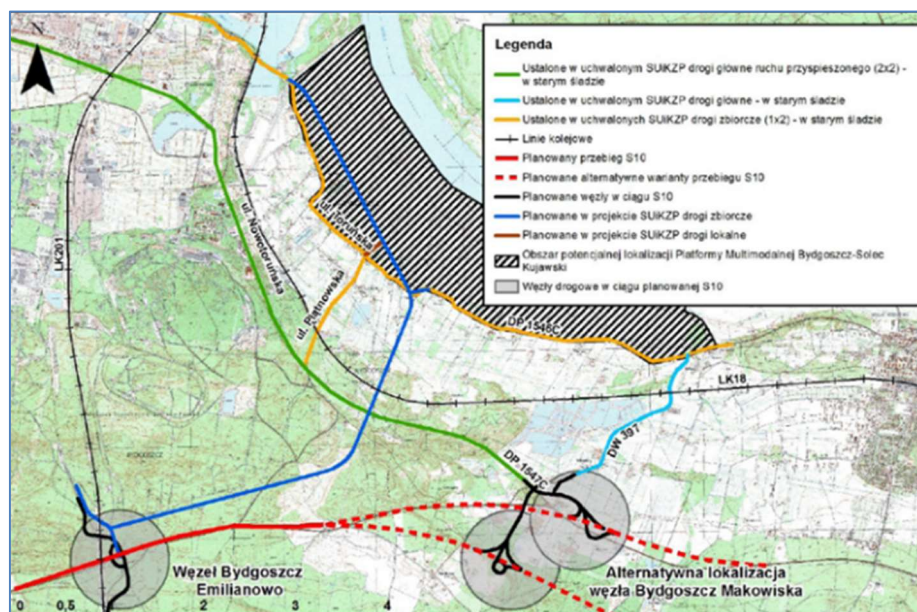 N
Legenda
Ustalone w uchwalonym SUiKZP drogi główne ruchu przyspieszonego (2x2) -
w starym śladzie
Ustalone w uchwalonym SUiKZP drogi główne - w starym śladzie
Ustalone w uchwalonych SUiKZP drogi zbiorcze (1x2) - w starym śladzie
Linie kolejowe
Planowany przebieg S10
Planowane alternatywne warianty przebiegu S10
Planowane węzły w ciągu S10
Planowane w projekcie SUiKZP drogi zbiorcze
Planowane w projekcie SUiKZP drogi lokalne
Obszar potencjalnej lokalizacji Platformy Multimodalnej Bydgoszcz-Solec
Kujawski
Węzły drogowe w ciągu planowanej S10
LK201
ul. Nowotoruńska
ul. Toruńska
ul. Piątnowska
DP 1546C
LK18
DW 397
DP 1547C
Węzeł Bydgoszcz
Emilianowo
Alternatywna lokalizacja
węzła Bydgoszcz Makowiska
0 0,5 1 2 3 4